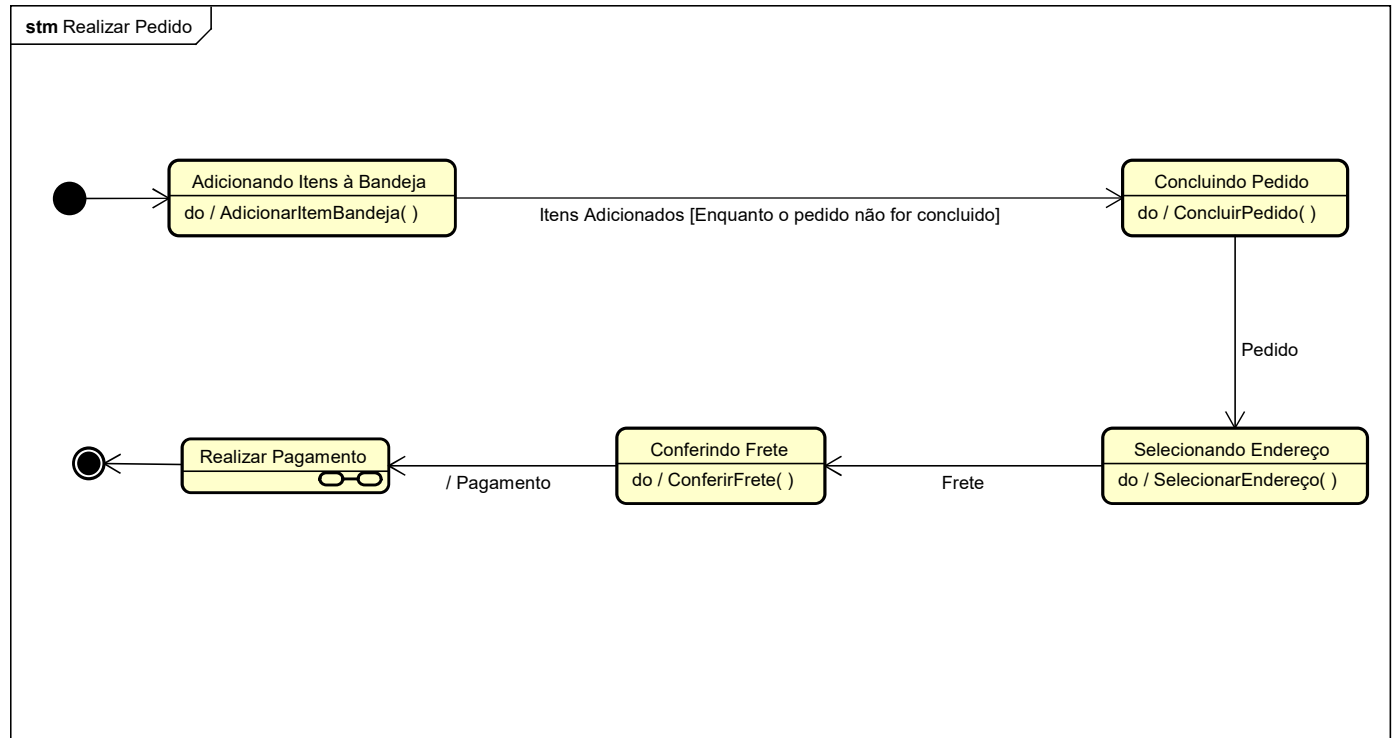 stm Realizar Pedido
Adicionando Itens à Bandeja
do / AdicionarItemBandeja( )
Itens Adicionados [Enquanto o pedido não for concluido]
Concluindo Pedido
do / ConcluirPedido( )
Pedido
Selecionando Endereço
do / SelecionarEndereço( )
Frete
Conferindo Frete
do / ConferirFrete( )
/ Pagamento
Realizar Pagamento